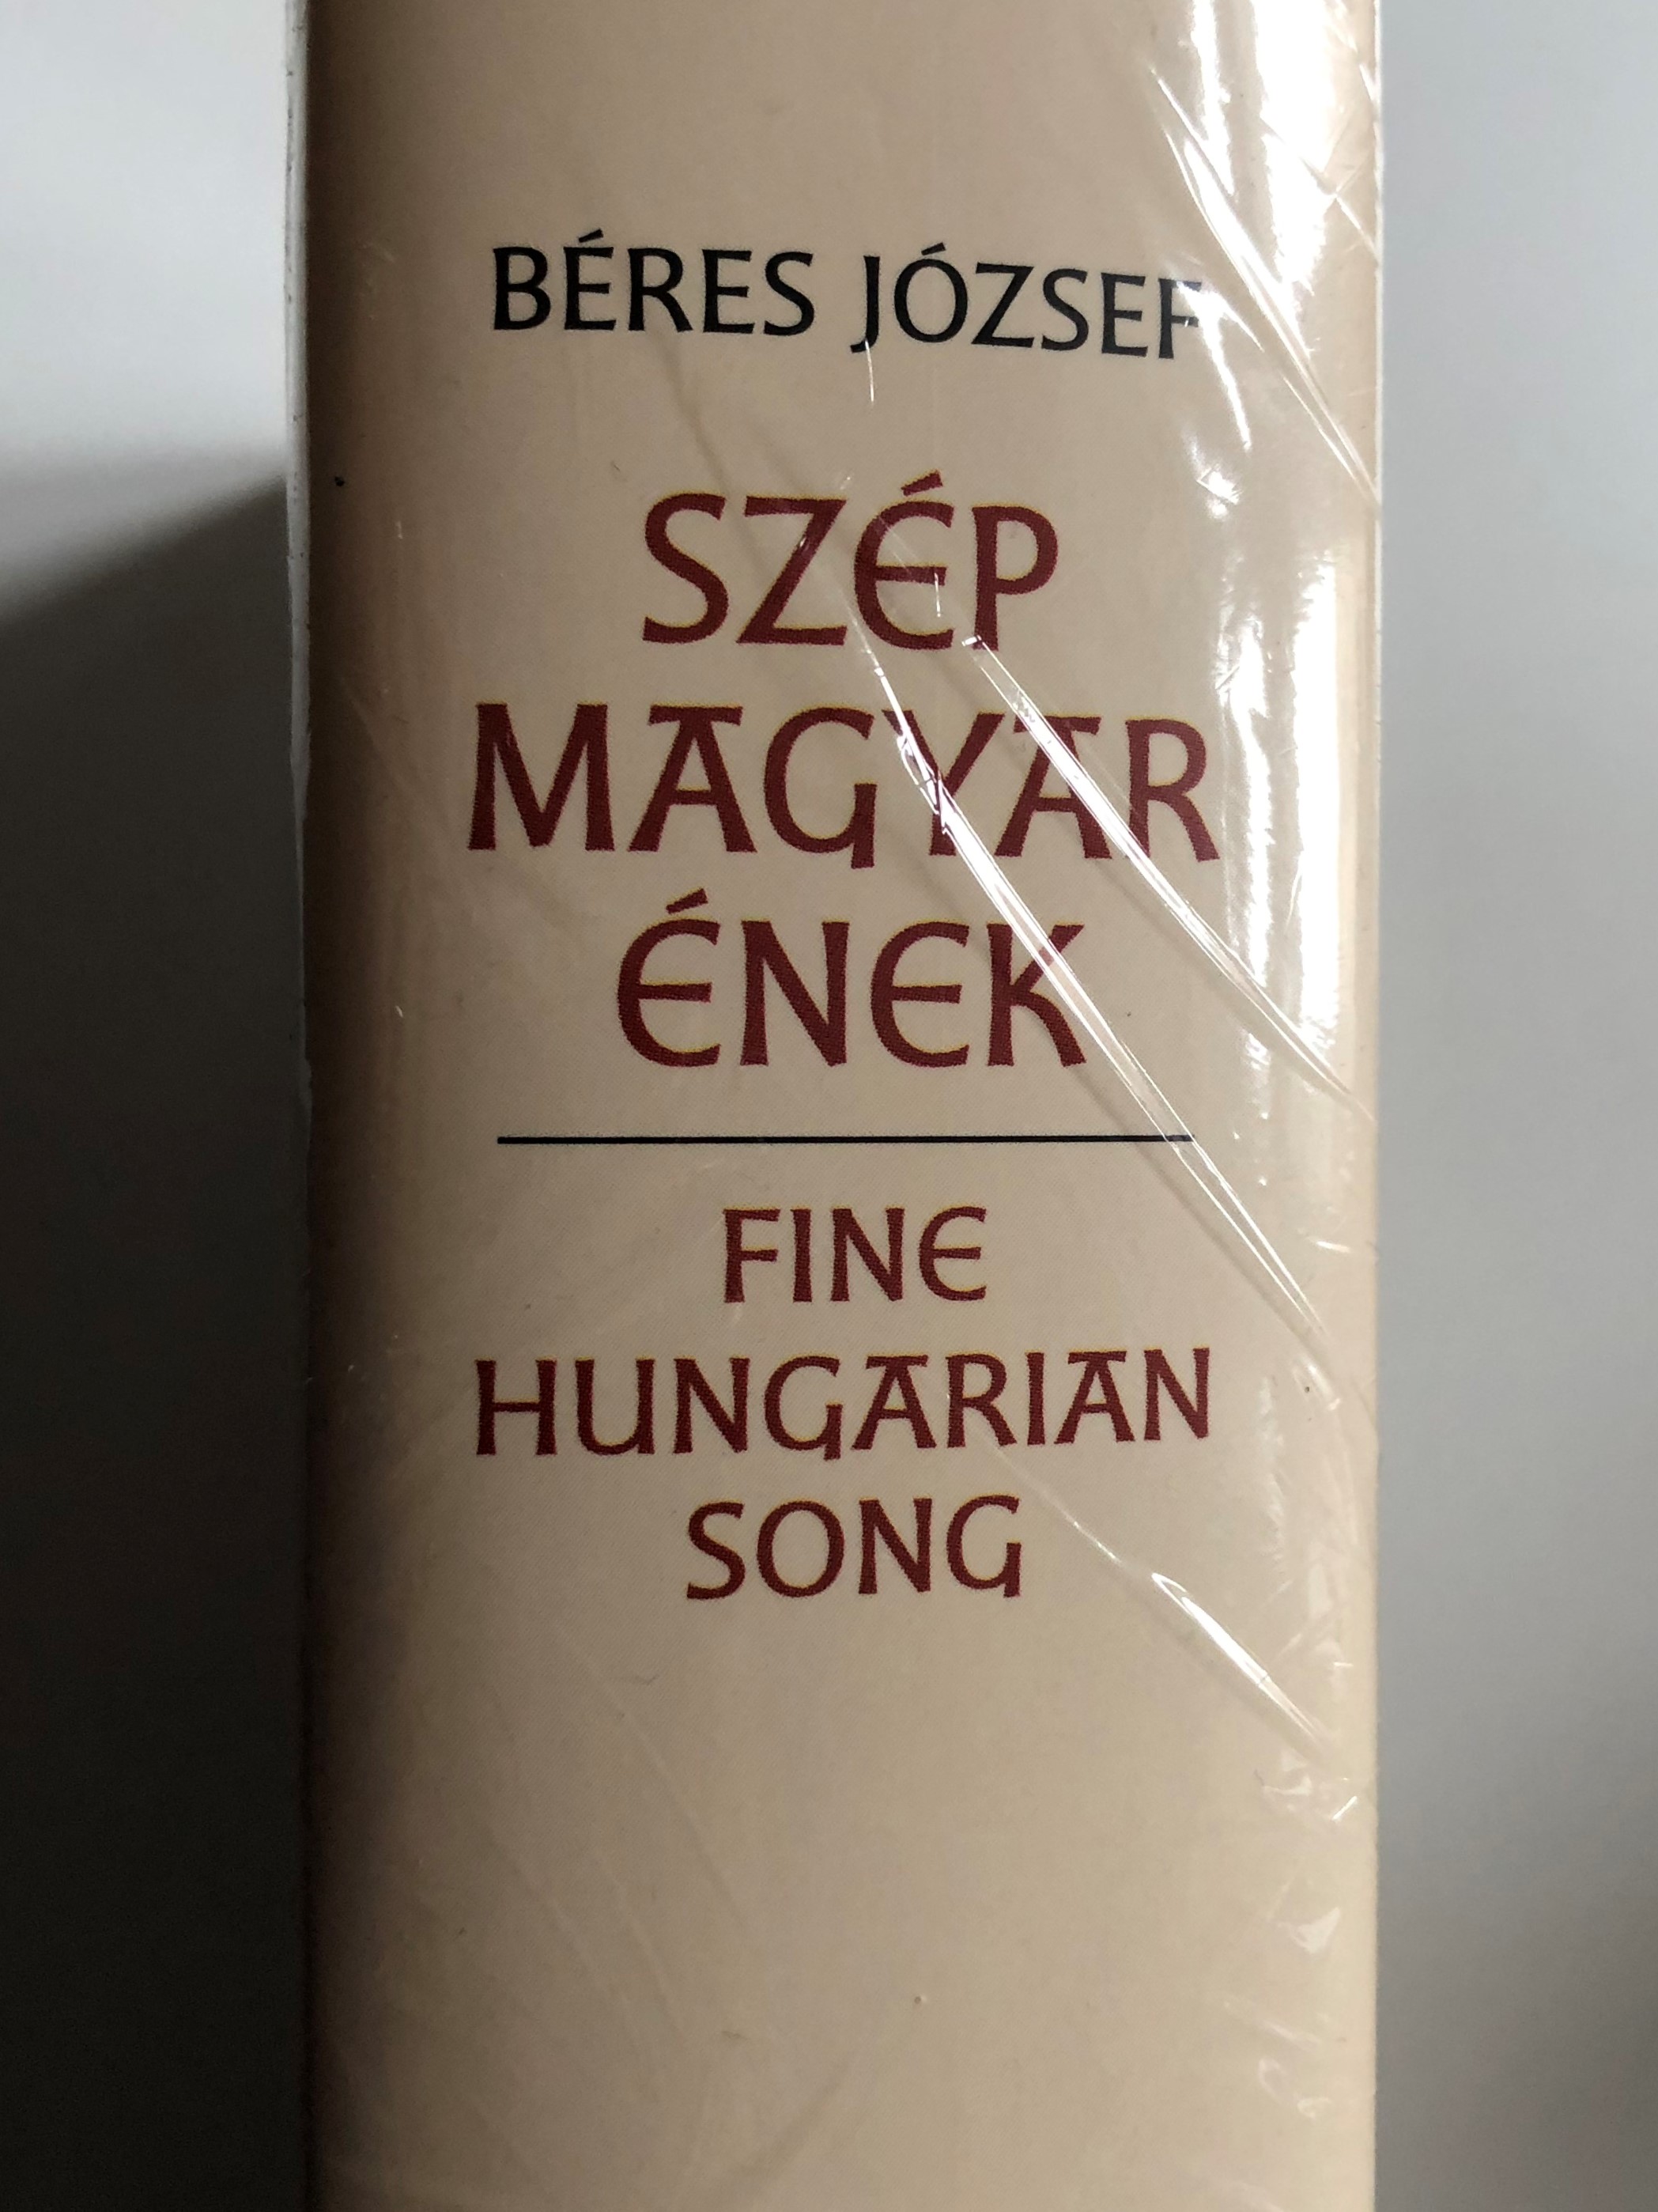 BÉRES JÓZSEF
SZÉP
MAGYAR
ÉNEK
FINE
HUNGARIAN
SONG